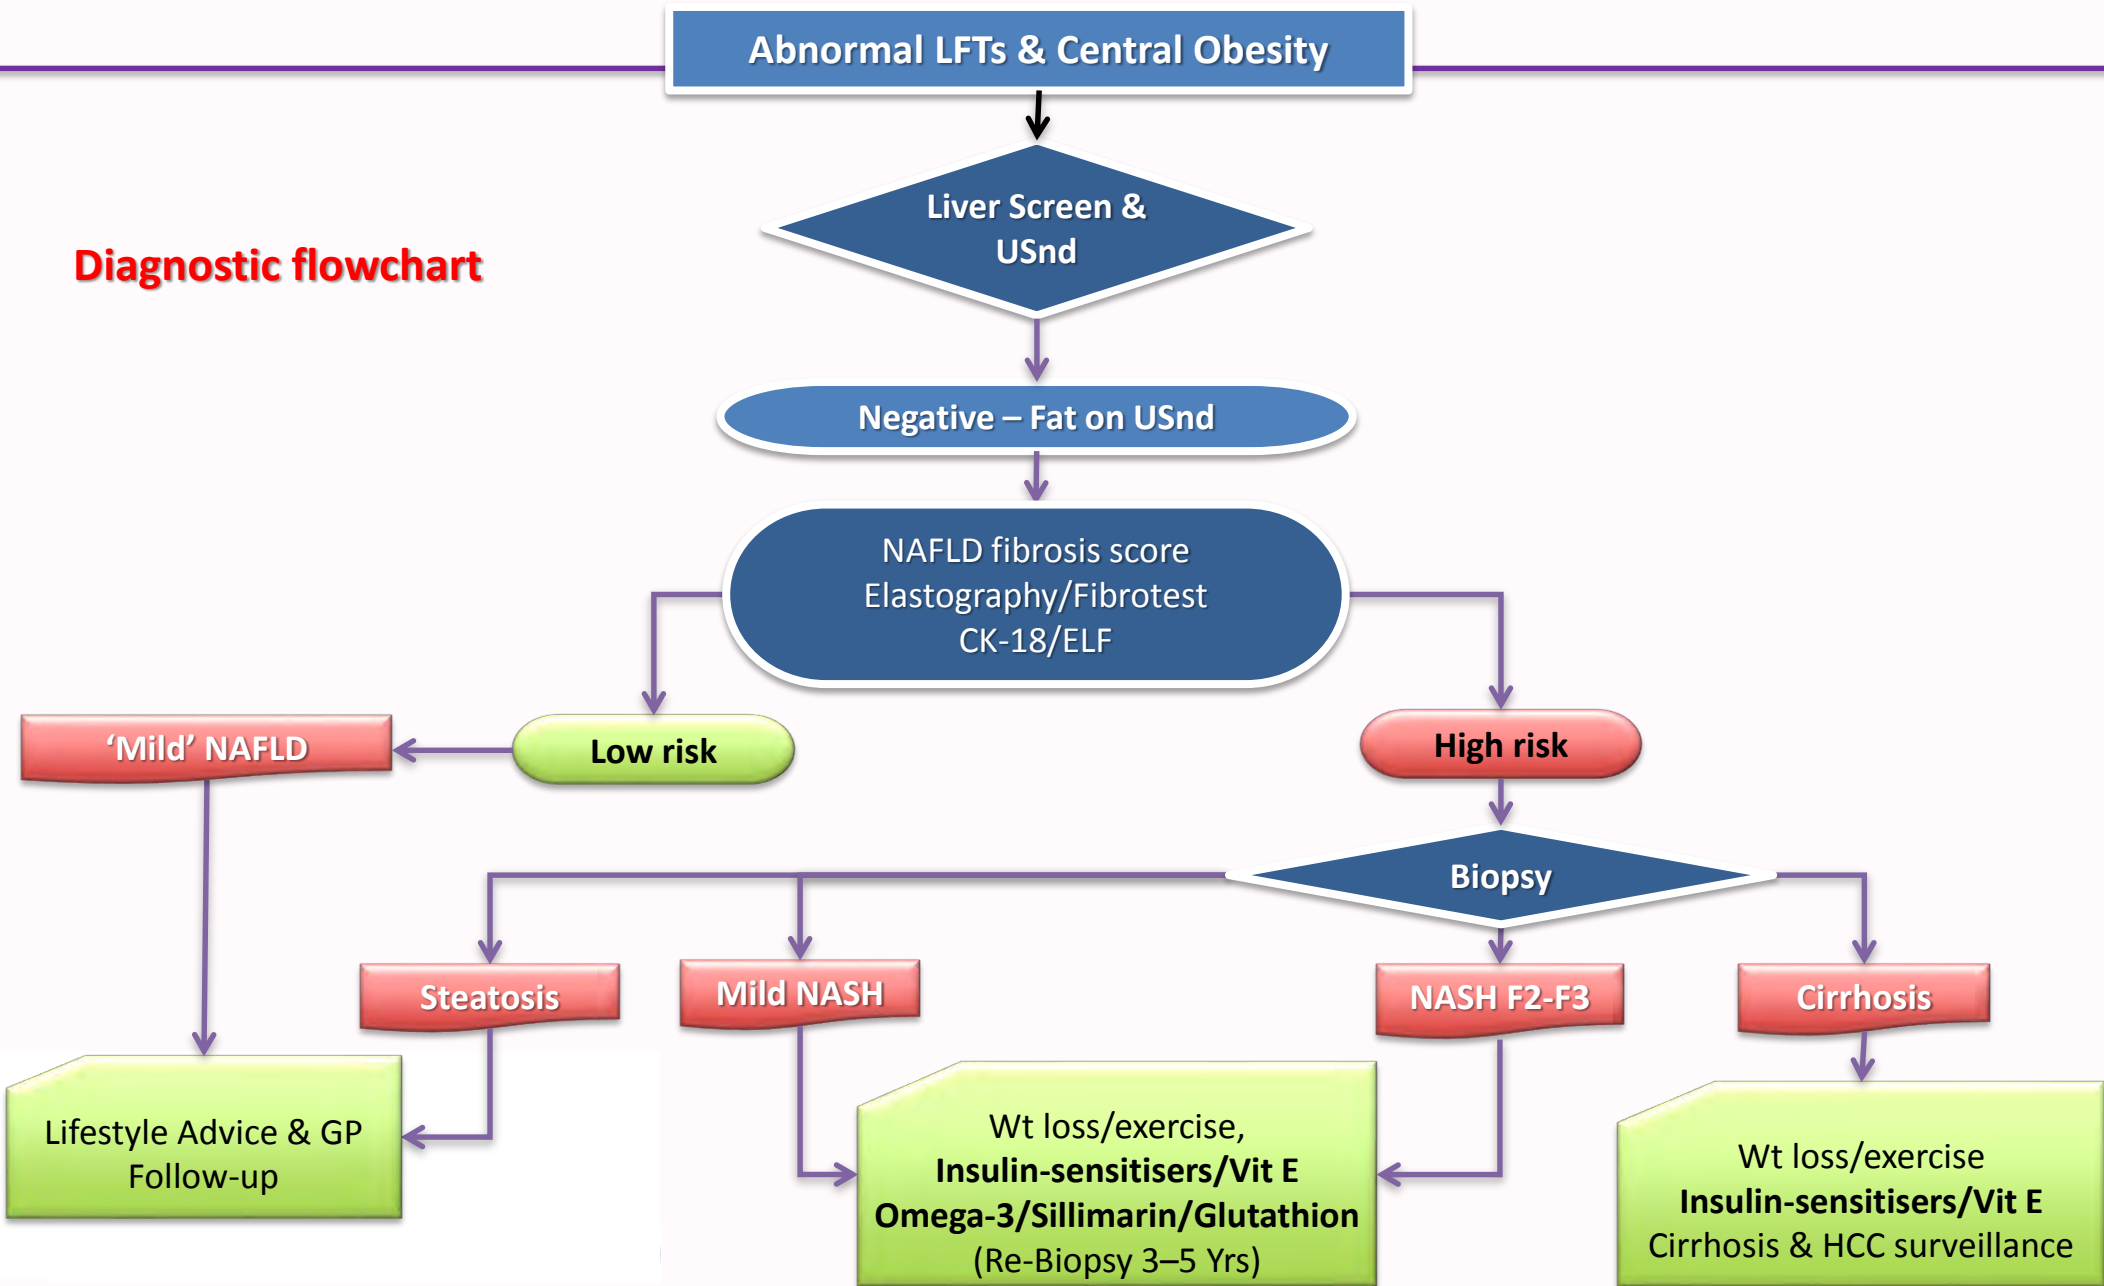 Abnormal LFTs & Central Obesity
Diagnostic flowchart
Liver Screen &
USnd
Negative – Fat on USnd
NAFLD fibrosis score
Elastography/Fibrotest
CK-18/ELF
‘Mild’ NAFLD
Low risk
High risk
Biopsy
Steatosis
Mild NASH
NASH F2-F3
Cirrhosis
Lifestyle Advice & GP
Follow-up
Wt loss/exercise,
Insulin-sensitisers/Vit E
Omega-3/Sillimarin/Glutathion
(Re-Biopsy 3–5 Yrs)
Wt loss/exercise
Insulin-sensitisers/Vit E
Cirrhosis & HCC surveillance